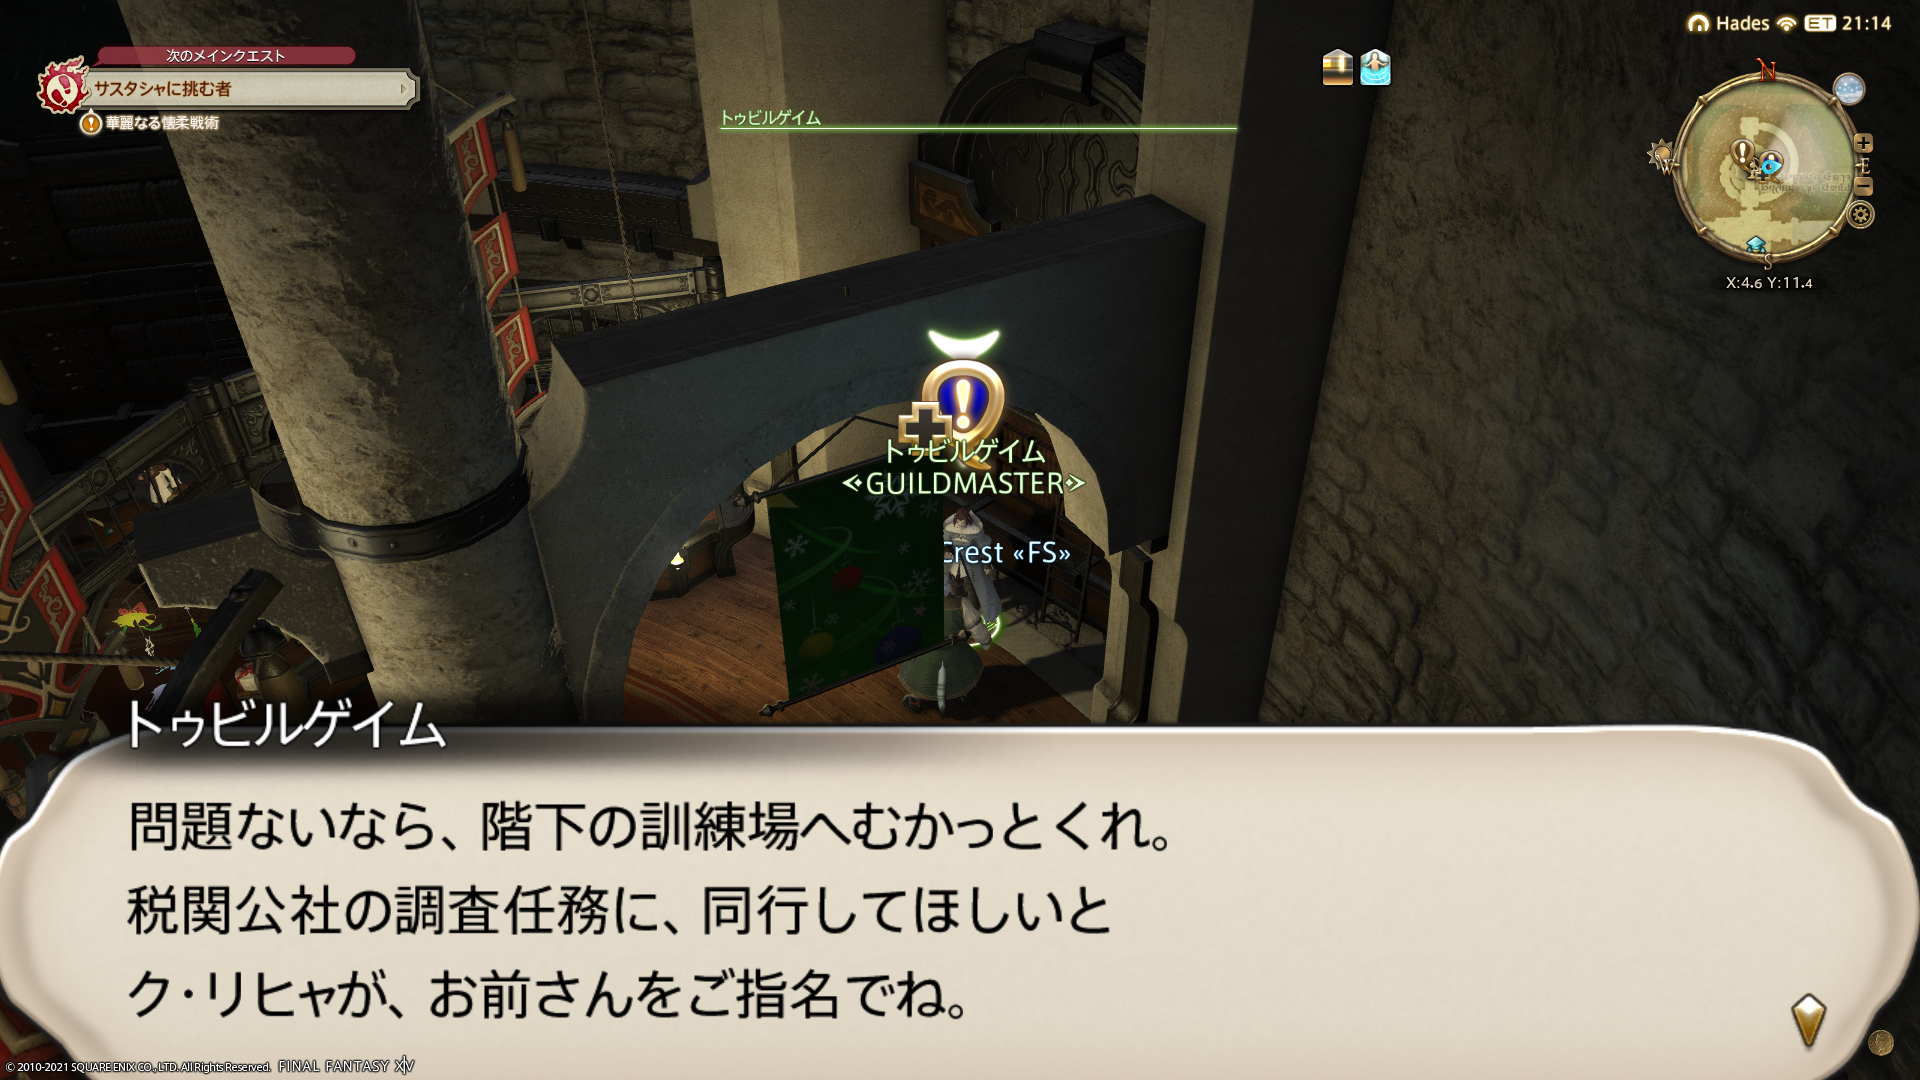 Hades ET 21:14
次のメインクエスト
サスタシャに挑む者
華麗なる懐柔戦術
トゥビルゲイム
N
W
E
S
X:4.6 Y:11.4
トゥビルゲイム
GUILDMASTER
Crest «FS»
トゥビルゲイム
問題ないなら、階下の訓練場へむかっとくれ。
税関公社の調査任務に、同行してほしいと
ク・リヒャが、お前さんをご指名でね。
© 2010-2021 SQUARE ENIX CO., LTD. All Rights Reserved. FINAL FANTASY XIV